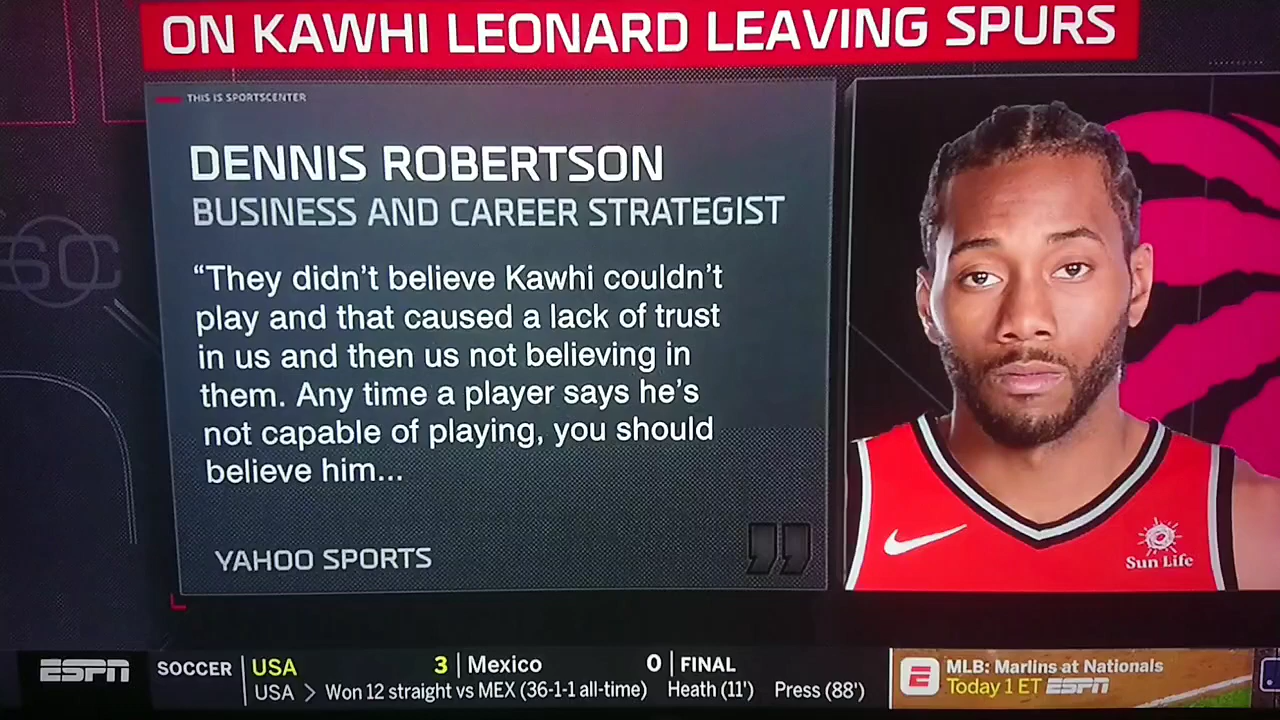 ON KAWHI LEONARD LEAVING SPURS
THIS IS SPORTSCENTER
DENNIS ROBERTSON
BUSINESS AND CAREER STRATEGIST
“They didn’t believe Kawhi couldn’t
play and that caused a lack of trust
in us and then us not believing in
them. Any time a player says he’s
not capable of playing, you should
believe him...
YAHOO SPORTS
”
SC
Sun Life
ESPN SOCCER USA 3 Mexico 0 FINAL
USA > Won 12 straight vs MEX (36-1-1 all-time) Heath (11') Press (88')
E MLB: Marlins at Nationals
Today 1 ET ESPN